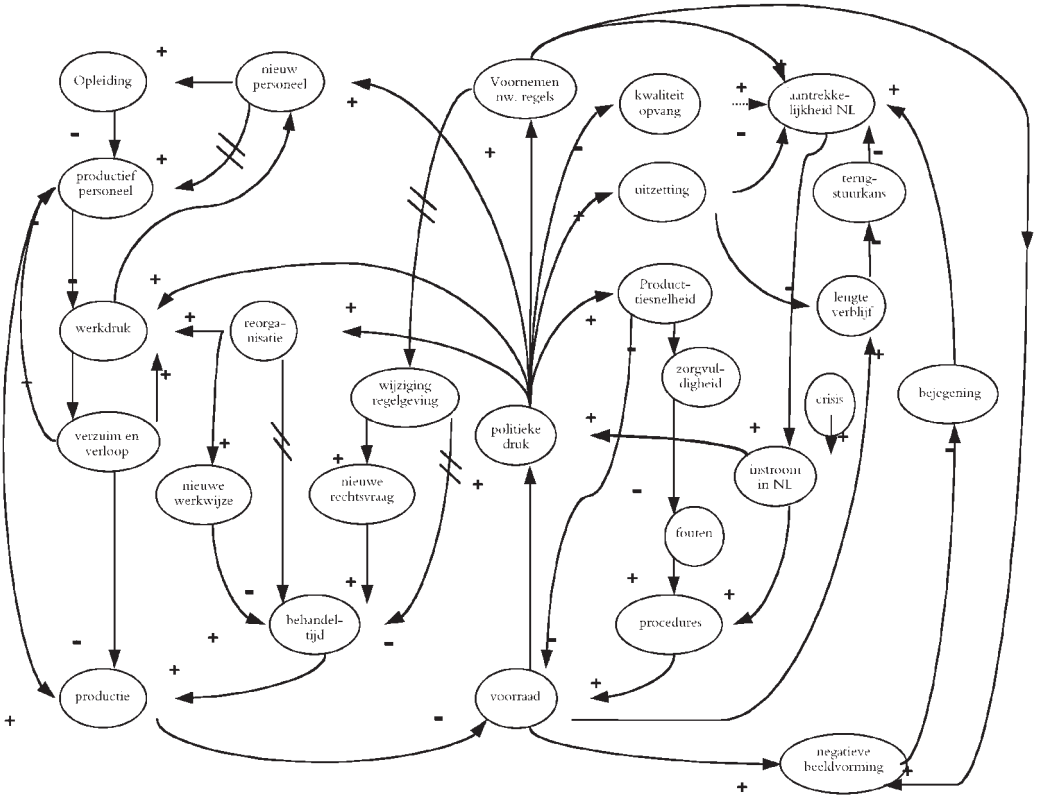 Opleiding
nieuw
personeel
Voornemen
nw. regels
kwaliteit
opvang
aantrekke-
lijkheid NL
productief
personeel
uitzetting
terug-
stuurkans
Product-
tiesnelheid
lengte
verblijf
werkdruk
reorga-
nisatie
zorgvul-
digheid
wijziging
regelgeving
crisis
bejegening
verzuim en
verloop
politieke
druk
instroom
in NL
nieuwe
werkwijze
nieuwe
rechtsvraag
fouten
behandel-
tijd
procedures
productie
voorraad
negatieve
beeldvorming